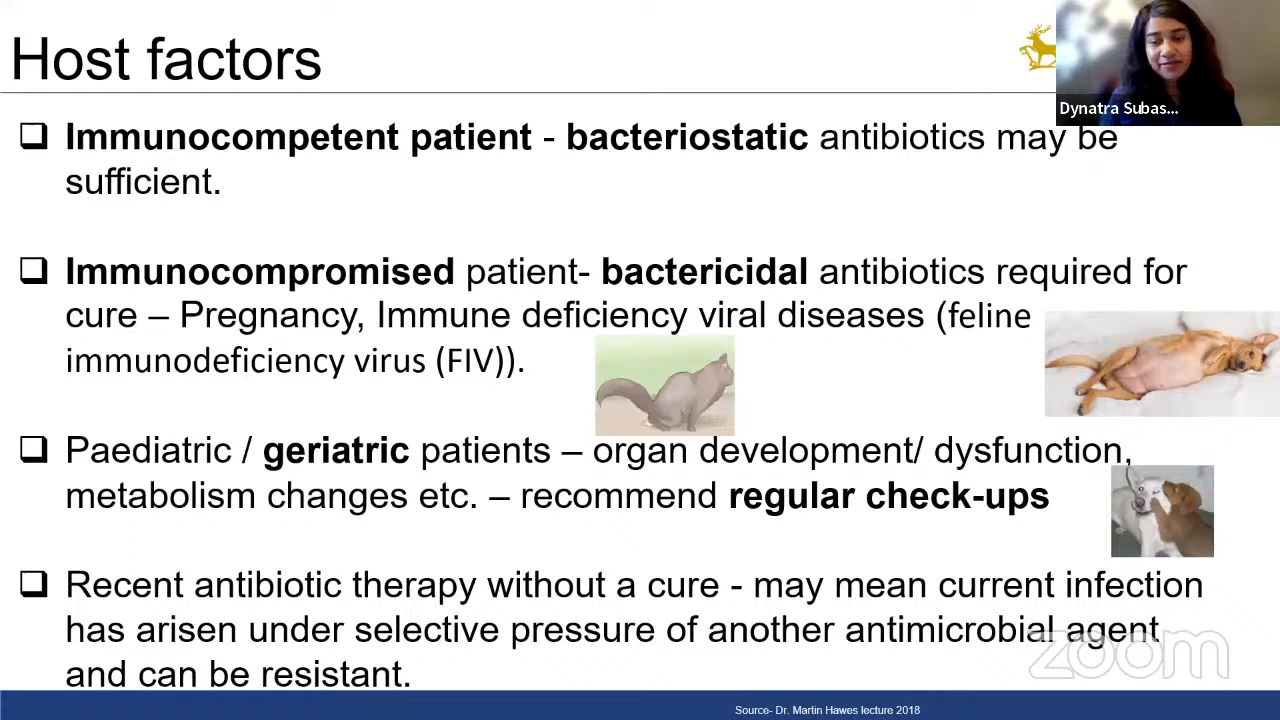 Host factors
Dynatra Subas...
❑ Immunocompetent patient - bacteriostatic antibiotics may be
sufficient.
❑ Immunocompromised patient- bactericidal antibiotics required for
cure – Pregnancy, Immune deficiency viral diseases (feline
immunodeficiency virus (FIV)).
❑ Paediatric / geriatric patients – organ development/ dysfunction,
metabolism changes etc. – recommend regular check-ups
❑ Recent antibiotic therapy without a cure - may mean current infection
has arisen under selective pressure of another antimicrobial agent
and can be resistant.
zoom
Source- Dr. Martin Hawes lecture 2018